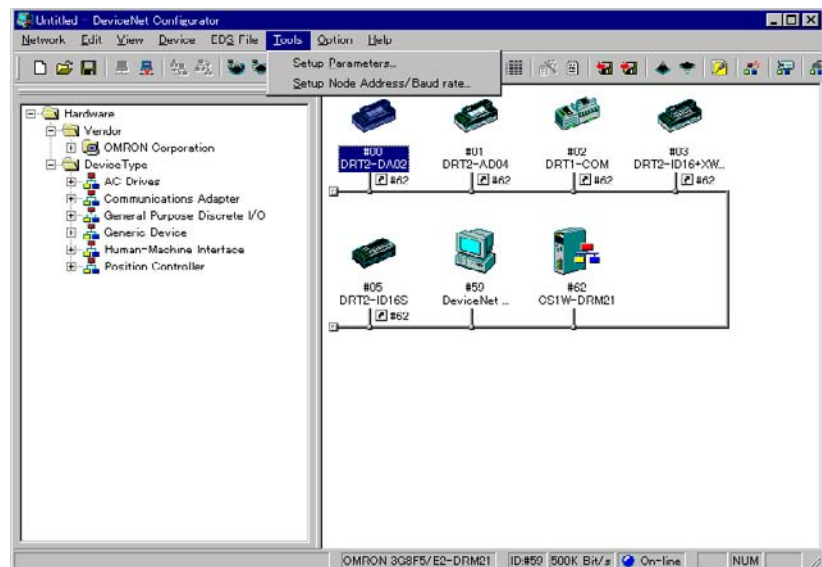 Untitled - DeviceNet Configurator
Network Edit View Device EDS File Tools Option Help
Setup Parameters...
Setup Node Address/Baud rate...
Hardware
Vendor
OMRON Corporation
DeviceType
AC Drives
Communications Adapter
General Purpose Discrete I/O
Generic Device
Human-Machine Interface
Position Controller
#00 #01 #02 #03
DRT2-DA02 DRT2-AD04 DRT1-COM DRT2-ID16+XW...
#62 #62 #62 #62
#05 #59 #62
DRT2-ID16S DeviceNet ... CS1W-DRM21
#62
OMRON 3G8F5/E2-DRM21 ID:#59 500K Bit/s On-line NUM